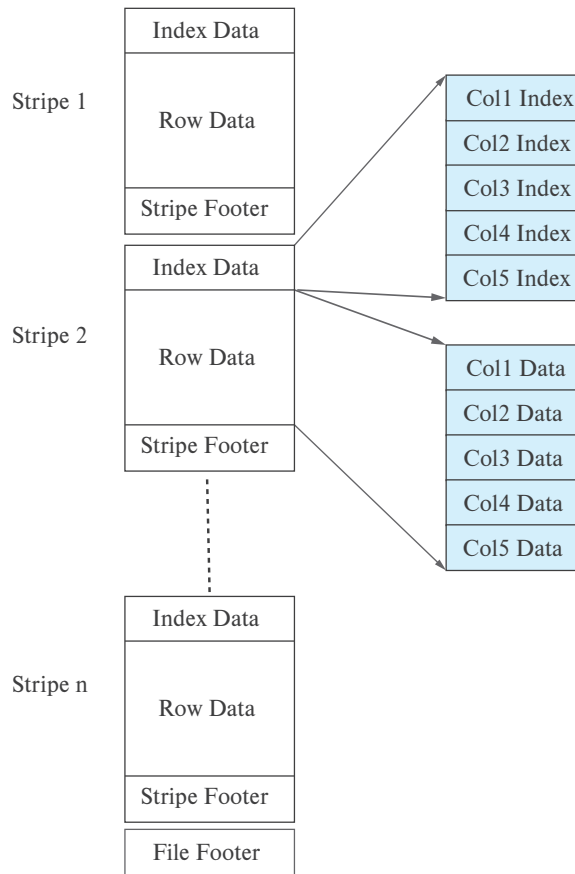 Index Data
Stripe 1
Row Data
Stripe Footer
Index Data
Stripe 2
Row Data
Stripe Footer
Col1 Index
Col2 Index
Col3 Index
Col4 Index
Col5 Index
Col1 Data
Col2 Data
Col3 Data
Col4 Data
Col5 Data
Index Data
Stripe n
Row Data
Stripe Footer
File Footer